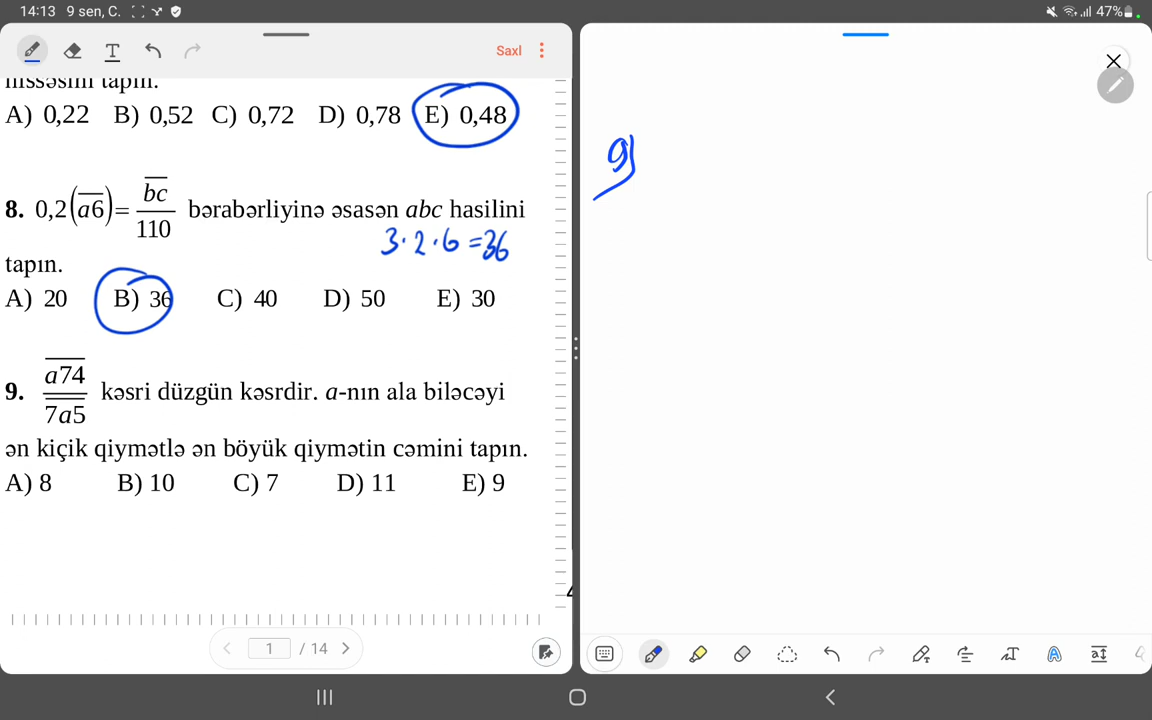 14:13 9 sen, C. 47%
Saxl
hissəsini tapın.
A) 0,22 B) 0,52 C) 0,72 D) 0,78 E) 0,48
8. 0,2(a6)= bc/110 bərabərliyinə əsasən abc hasilini
3·2·6=36
tapın.
A) 20 B) 36 C) 40 D) 50 E) 30
9. a74/7a5 kəsri düzgün kəsrdir. a-nın ala biləcəyi
ən kiçik qiymətlə ən böyük qiymətin cəmini tapın.
A) 8 B) 10 C) 7 D) 11 E) 9
1 / 14
9)